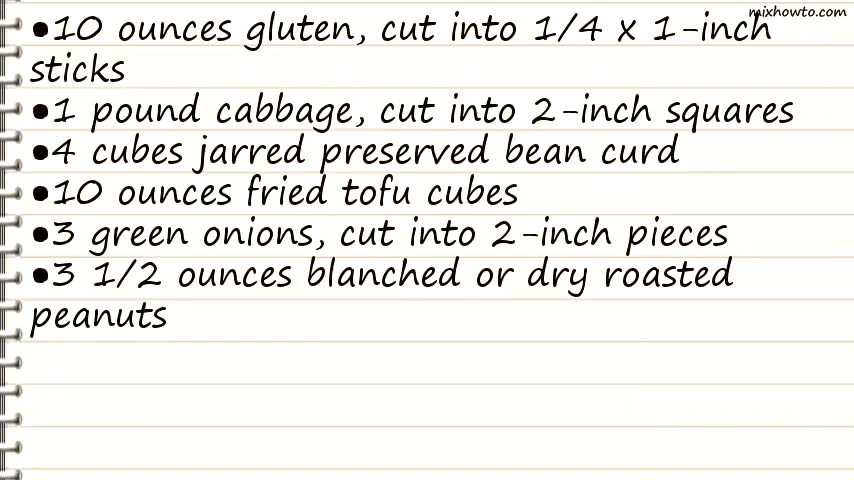 mixhowto.com
•10 ounces gluten, cut into 1/4 x 1-inch
sticks
•1 pound cabbage, cut into 2-inch squares
•4 cubes jarred preserved bean curd
•10 ounces fried tofu cubes
•3 green onions, cut into 2-inch pieces
•3 1/2 ounces blanched or dry roasted
peanuts